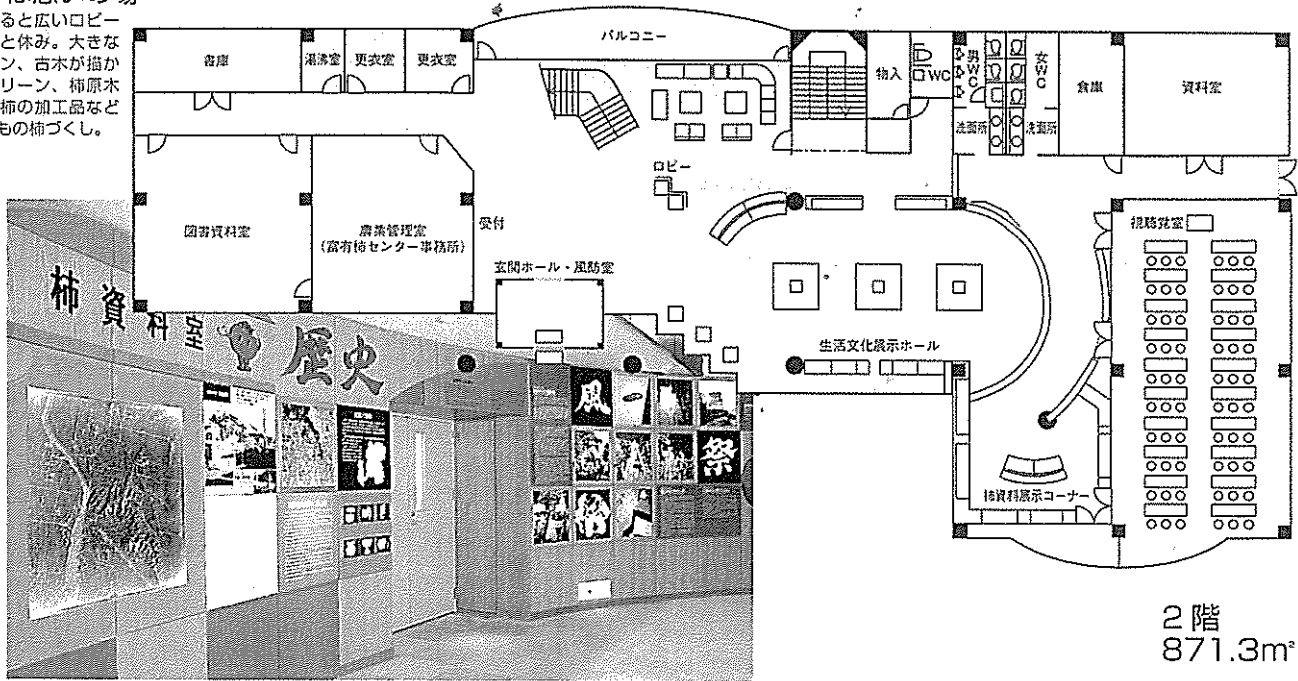 ると広いロビー
と休み。大きな
ン、古木が描か
リーン、柿原木
柿の加工品など
もの柿づくし。
バルコニー
書庫
湯沸室
更衣室
更衣室
物入
WC
男WC
女WC
倉庫
資料室
洗面所
洗面所
ロビー
図書資料室
農業管理室
(富有柿センター事務所)
受付
視聴覚室
玄関ホール・風防室
生活文化展示ホール
柿資料展示コーナー
柿資料室
歴史
風
祭
2階
871.3m²